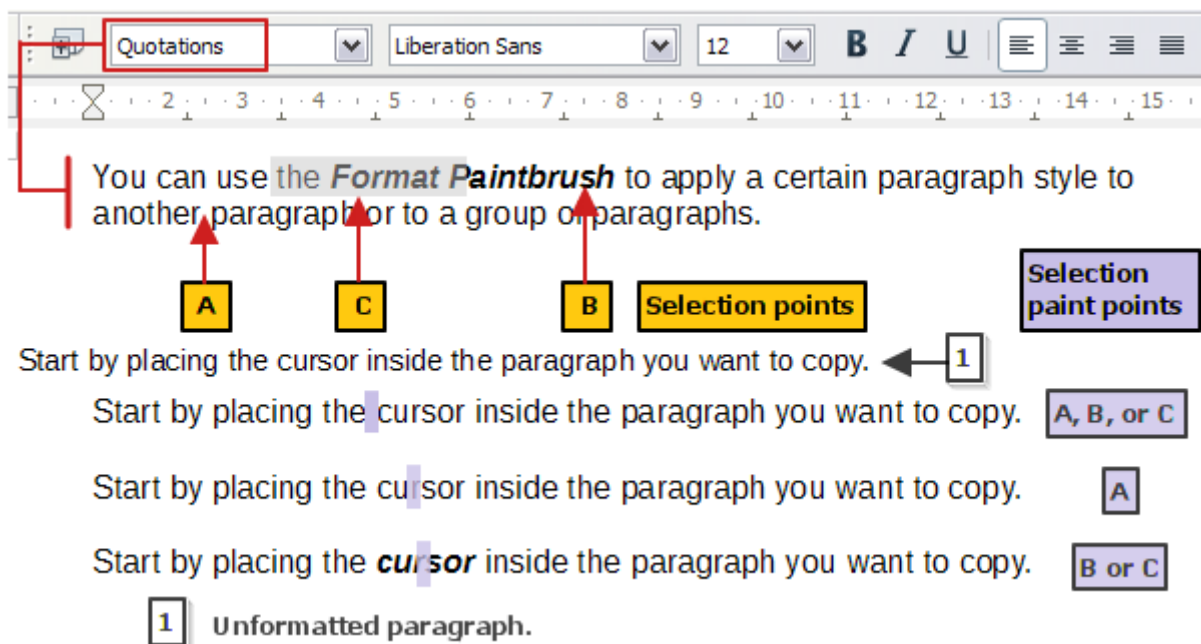 Quotations Liberation Sans 12 B I U
2 3 4 5 6 7 8 9 10 11 12 13 14 15
You can use the Format Paintbrush to apply a certain paragraph style to
another paragraph or to a group of paragraphs.
A C B Selection points
Selection
paint points
Start by placing the cursor inside the paragraph you want to copy. 1
Start by placing the cursor inside the paragraph you want to copy. A, B, or C
Start by placing the cursor inside the paragraph you want to copy. A
Start by placing the cursor inside the paragraph you want to copy. B or C
1 Unformatted paragraph.